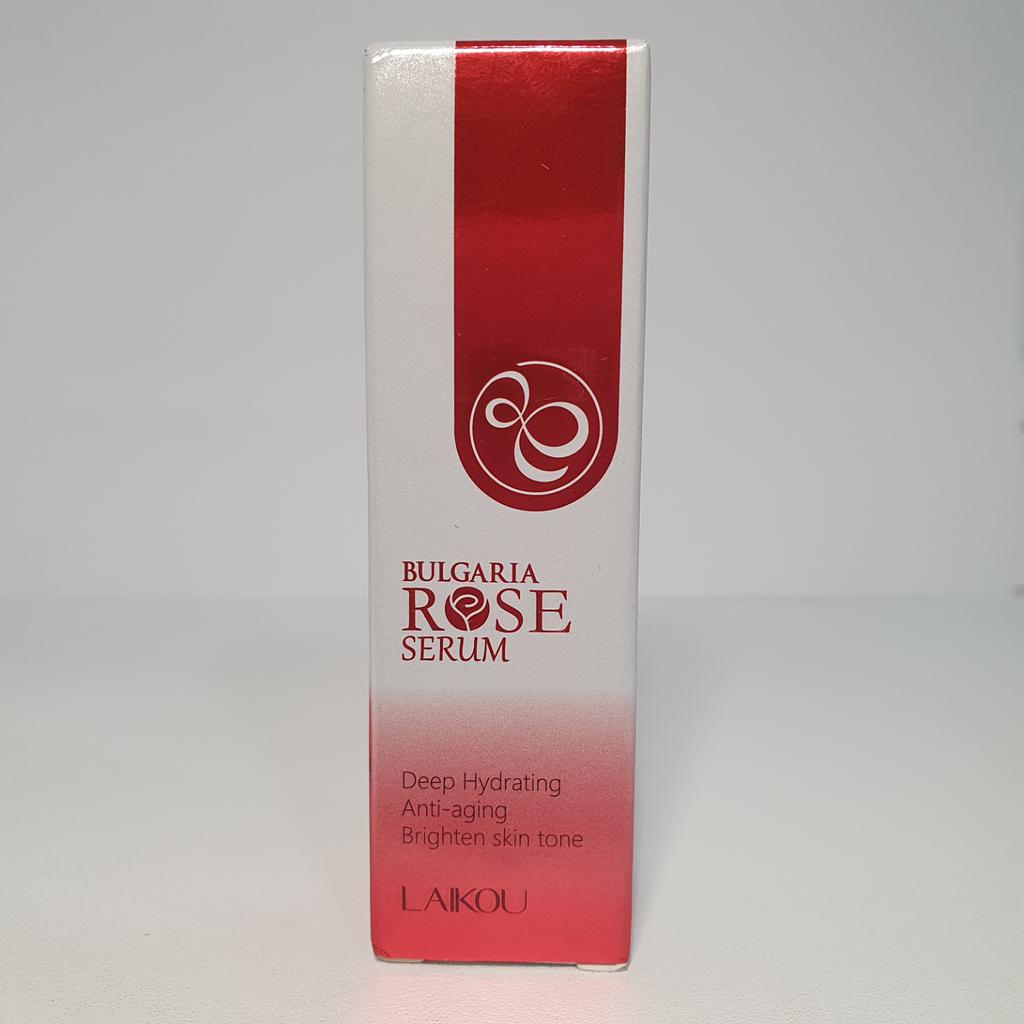 BULGARIA
ROSE
SERUM
Deep Hydrating
Anti-aging
Brighten skin tone
LAIKOU